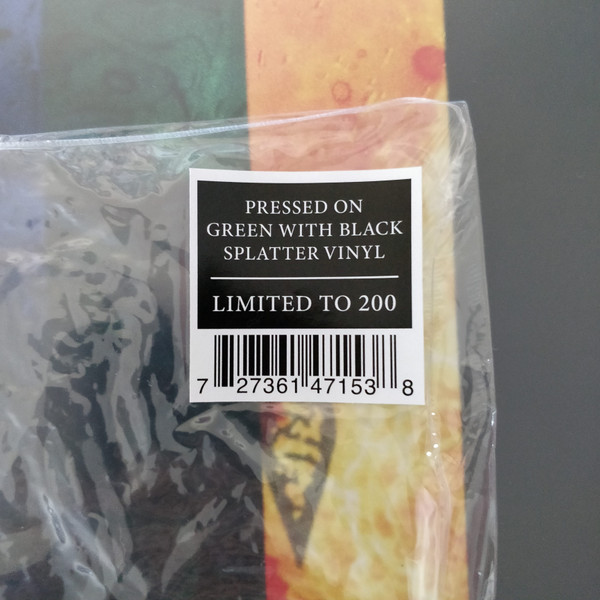 PRESSED ON
GREEN WITH BLACK
SPLATTER VINYL
LIMITED TO 200
7 27361 47153 8